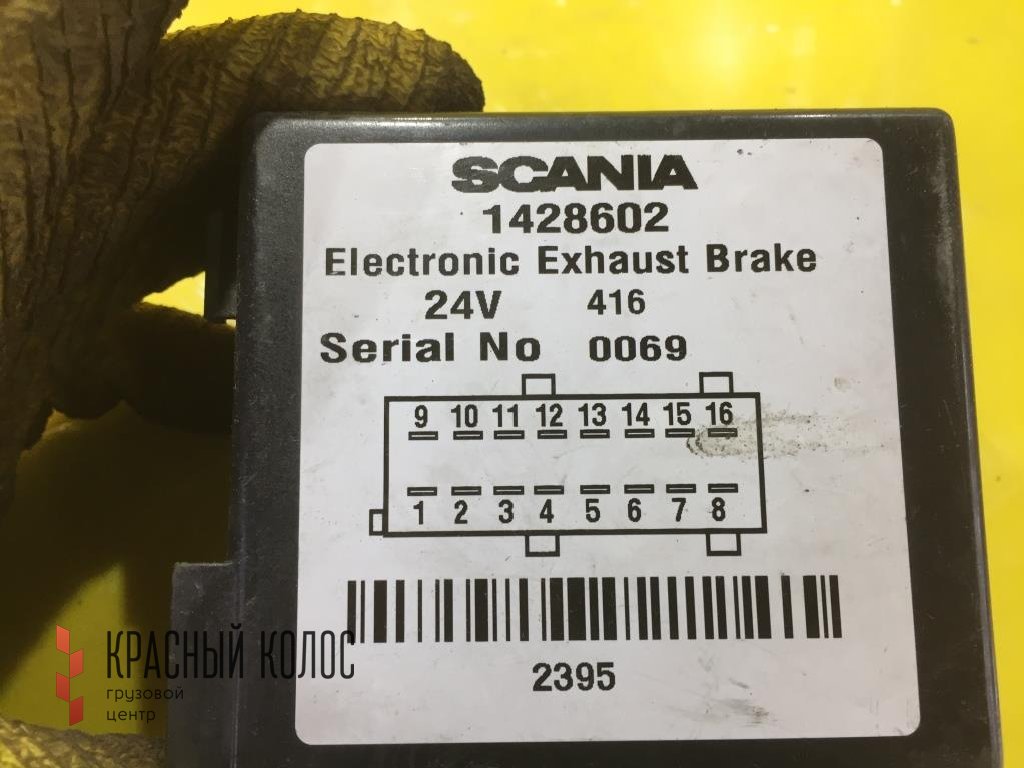 SCANIA
1428602
Electronic Exhaust Brake
24V 416
Serial No 0069
9 10 11 12 13 14 15 16
1 2 3 4 5 6 7 8
2395
КРАСНЫЙ КОЛОС
грузовой
центр